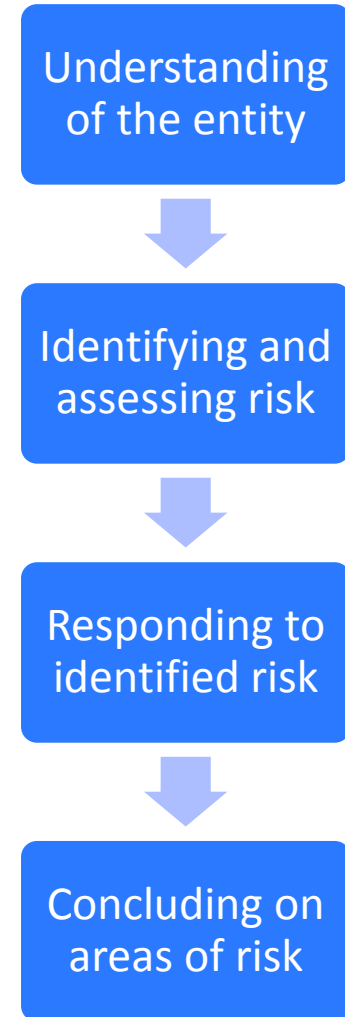 Understanding
of the entity
Identifying and
assessing risk
Responding to
identified risk
Concluding on
areas of risk